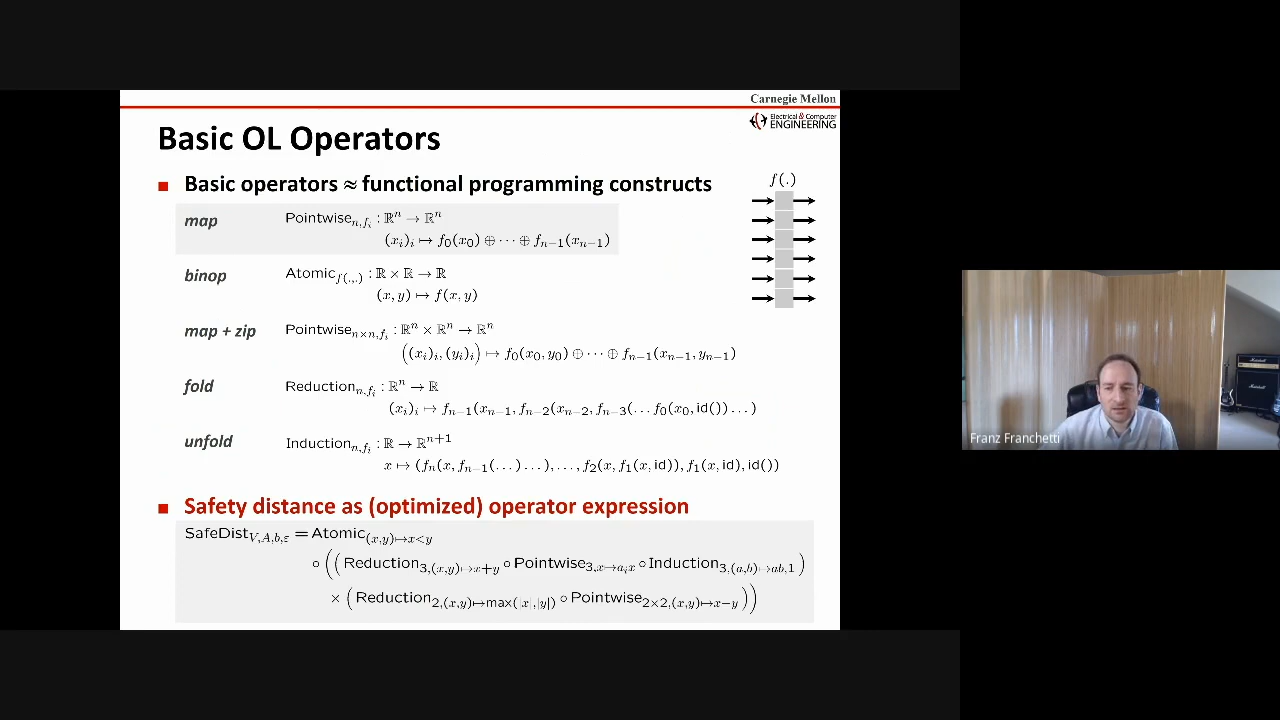 Carnegie Mellon
Electrical & Computer
ENGINEERING
Basic OL Operators
■ Basic operators ≈ functional programming constructs
f(.)
map Pointwise_{n,f_i} : ℝ^n → ℝ^n
(x_i)_i ↦ f_0(x_0) ⊕ ⋯ ⊕ f_{n−1}(x_{n−1})
binop Atomic_{f(.,.)} : ℝ × ℝ → ℝ
(x, y) ↦ f(x, y)
map + zip Pointwise_{n×n,f_i} : ℝ^n × ℝ^n → ℝ^n
((x_i)_i, (y_i)_i) ↦ f_0(x_0, y_0) ⊕ ⋯ ⊕ f_{n−1}(x_{n−1}, y_{n−1})
fold Reduction_{n,f_i} : ℝ^n → ℝ
(x_i)_i ↦ f_{n−1}(x_{n−1}, f_{n−2}(x_{n−2}, f_{n−3}(… f_0(x_0, id()) …)
unfold Induction_{n,f_i} : ℝ → ℝ^{n+1}
x ↦ (f_n(x, f_{n−1}(…) …), …, f_2(x, f_1(x, id)), f_1(x, id), id())
■ Safety distance as (optimized) operator expression
SafeDist_{V,A,b,ε} = Atomic_{(x,y)↦x<y}
∘ ((Reduction_{3,(x,y)↦x+y} ∘ Pointwise_{3,x↦a_i x} ∘ Induction_{3,(a,b)↦ab,1})
× (Reduction_{2,(x,y)↦max(|x|,|y|)} ∘ Pointwise_{2×2,(x,y)↦x−y}))
Franz Franchetti
Marshall
Marshall